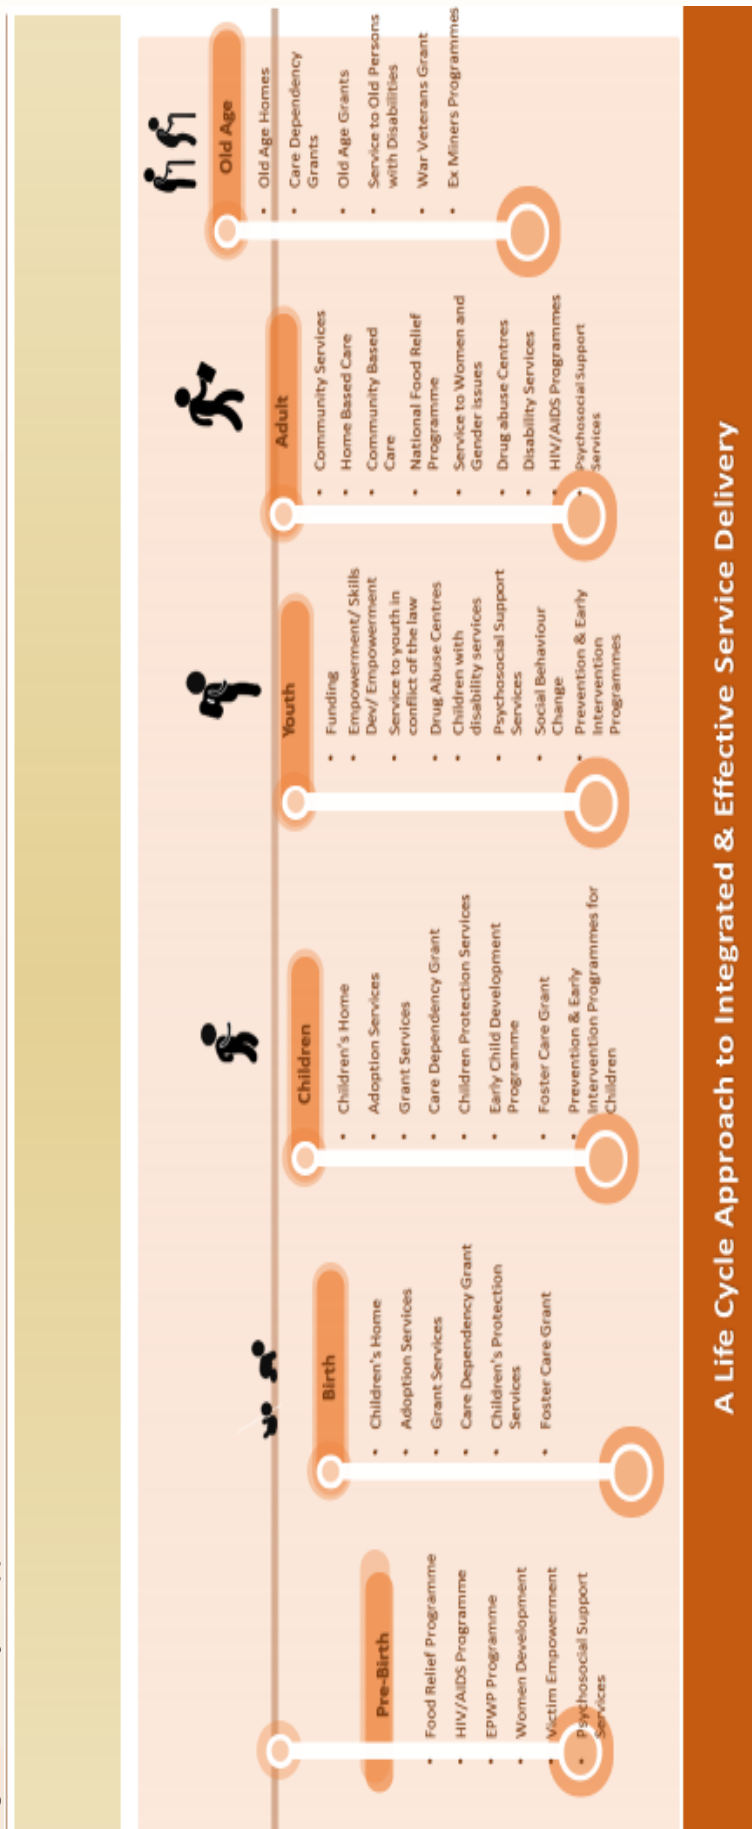 Pre-Birth
• Food Relief Programme
• HIV/AIDS Programme
• EPWP Programme
• Women Development
• Victim Empowerment
• Psychosocial Support
Services
Birth
• Children's Home
• Adoption Services
• Grant Services
• Care Dependency Grant
• Children's Protection
Services
• Foster Care Grant
Children
• Children's Home
• Adoption Services
• Grant Services
• Care Dependency Grant
• Children Protection Services
• Early Child Development
Programme
• Foster Care Grant
• Prevention & Early
Intervention Programmes for
Children
Youth
• Funding
• Empowerment/ Skills
Dev/ Empowerment
• Service to youth in
conflict of the law
• Drug Abuse Centres
• Children with
disability services
• Psychosocial Support
Services
• Social Behaviour
Change
• Prevention & Early
Intervention
Programmes
Adult
• Community Services
• Home Based Care
• Community Based
Care
• National Food Relief
Programme
• Service to Women and
Gender issues
• Drug abuse Centres
• Disability Services
• HIV/AIDS Programmes
• Psychosocial Support
Services
Old Age
• Old Age Homes
• Care Dependency
Grants
• Old Age Grants
• Service to Old Persons
with Disabilities
• War Veterans Grant
• Ex Miners Programmes
A Life Cycle Approach to Integrated & Effective Service Delivery